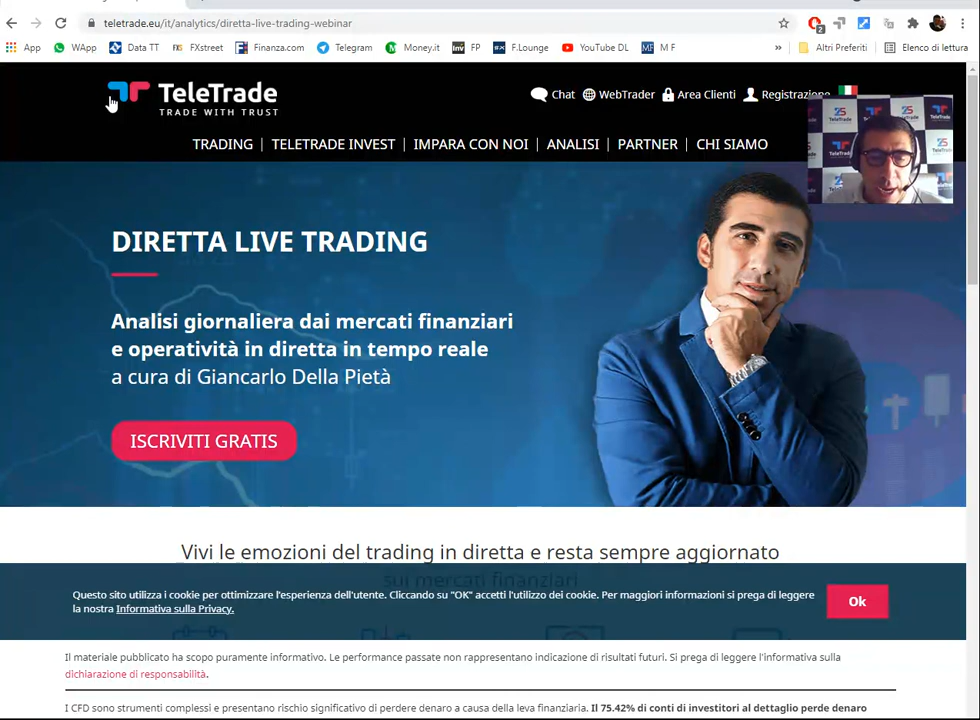 teletrade.eu/it/analytics/diretta-live-trading-webinar
2
App WApp Data TT FXstreet Finanza.com Telegram Money.it FP F.Lounge YouTube DL M F » Altri Preferiti Elenco di lettura
TeleTrade
TRADE WITH TRUST
Chat WebTrader Area Clienti Registrazione
TRADING | TELETRADE INVEST | IMPARA CON NOI | ANALISI | PARTNER | CHI SIAMO
DIRETTA LIVE TRADING
Analisi giornaliera dai mercati finanziari
e operatività in diretta in tempo reale
a cura di Giancarlo Della Pietà
ISCRIVITI GRATIS
Vivi le emozioni del trading in diretta e resta sempre aggiornato
sui mercati finanziari
Questo sito utilizza i cookie per ottimizzare l'esperienza dell'utente. Cliccando su "OK" accetti l'utilizzo dei cookie. Per maggiori informazioni si prega di leggere
la nostra Informativa sulla Privacy.
Ok
Il materiale pubblicato ha scopo puramente informativo. Le performance passate non rappresentano indicazione di risultati futuri. Si prega di leggere l'informativa sulla
dichiarazione di responsabilità.
I CFD sono strumenti complessi e presentano rischio significativo di perdere denaro a causa della leva finanziaria. Il 75.42% di conti di investitori al dettaglio perde denaro